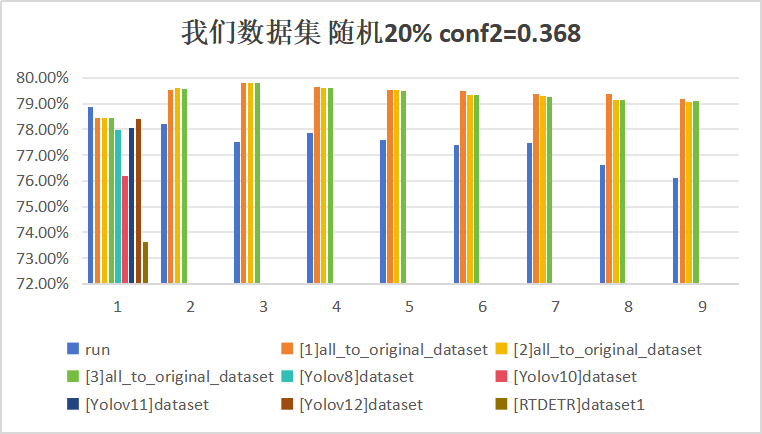 我们数据集 随机20% conf2=0.368
80.00%
79.00%
78.00%
77.00%
76.00%
75.00%
74.00%
73.00%
72.00%
1 2 3 4 5 6 7 8 9
run [1]all_to_original_dataset [2]all_to_original_dataset
[3]all_to_original_dataset [Yolov8]dataset [Yolov10]dataset
[Yolov11]dataset [Yolov12]dataset [RTDETR]dataset1